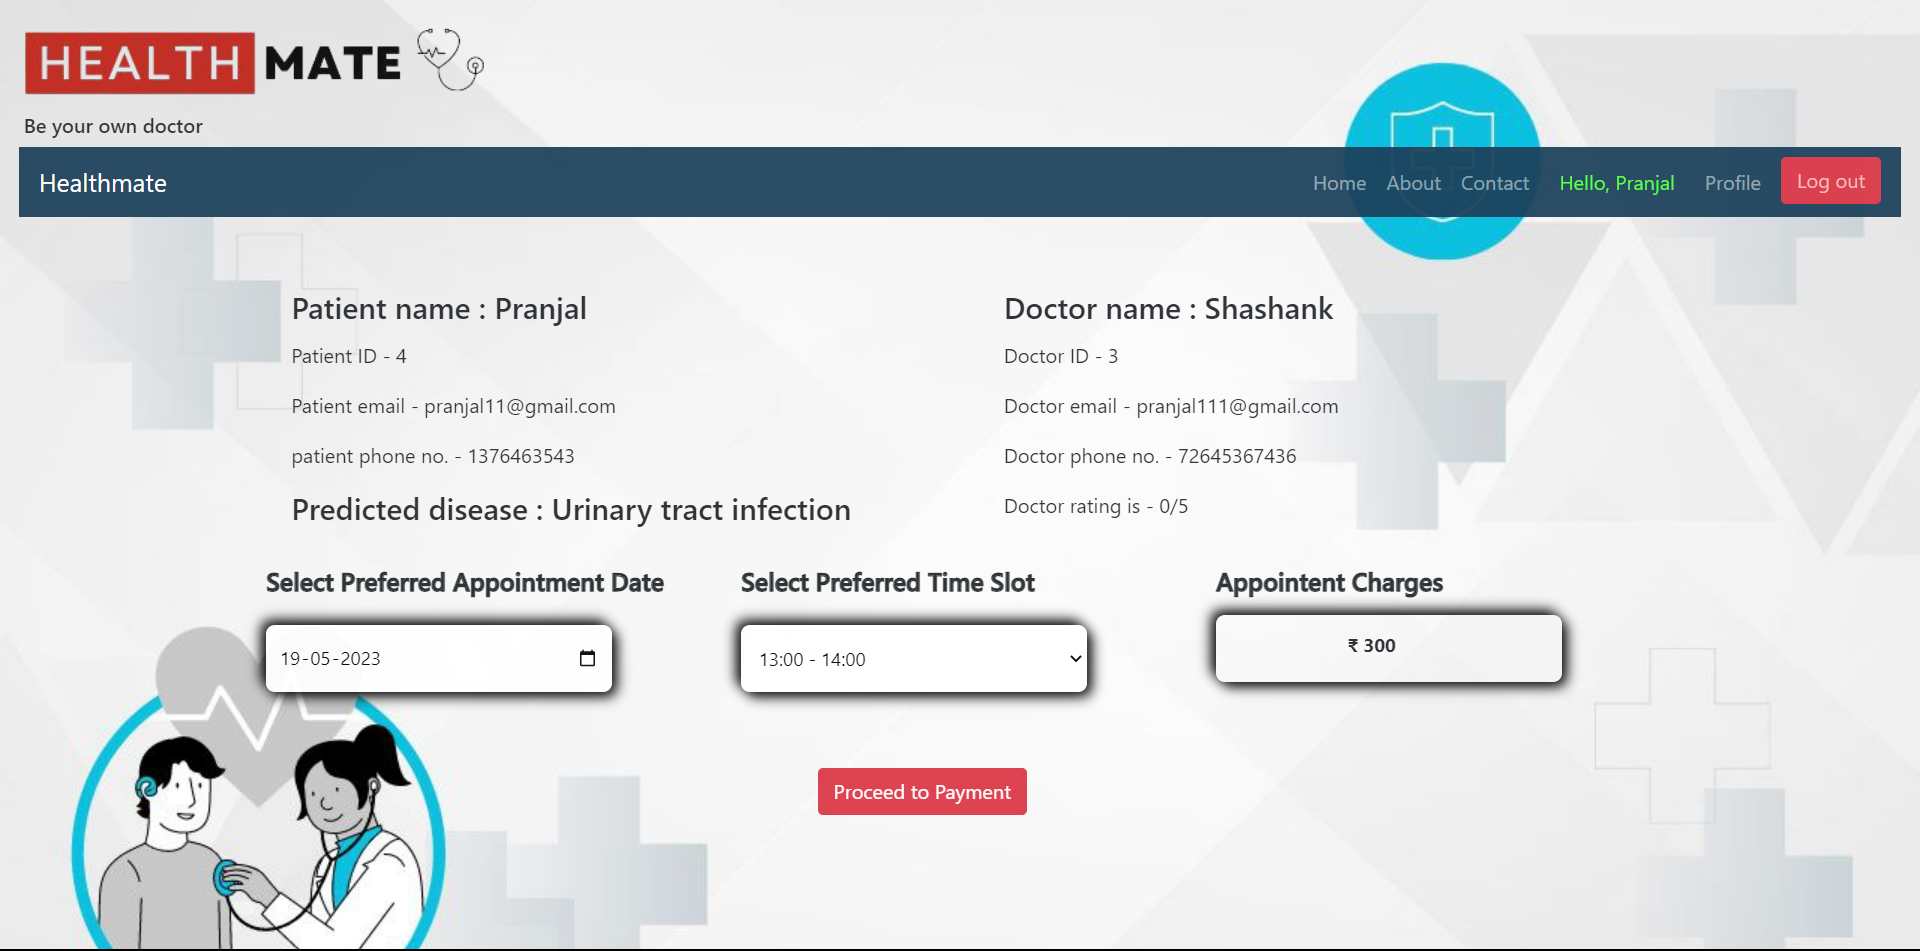 HEALTH MATE
Be your own doctor
Healthmate
Home About Contact Hello, Pranjal Profile Log out
Patient name : Pranjal
Patient ID - 4
Patient email - pranjal11@gmail.com
patient phone no. - 1376463543
Predicted disease : Urinary tract infection
Doctor name : Shashank
Doctor ID - 3
Doctor email - pranjal111@gmail.com
Doctor phone no. - 72645367436
Doctor rating is - 0/5
Select Preferred Appointment Date
19-05-2023
Select Preferred Time Slot
13:00 - 14:00
Appointent Charges
₹ 300
Proceed to Payment